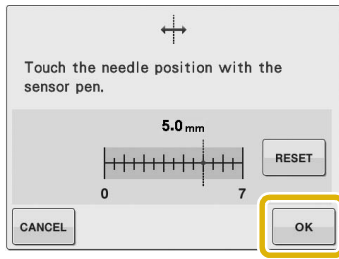 Touch the needle position with the
sensor pen.
5.0 mm
RESET
0 7
CANCEL
OK